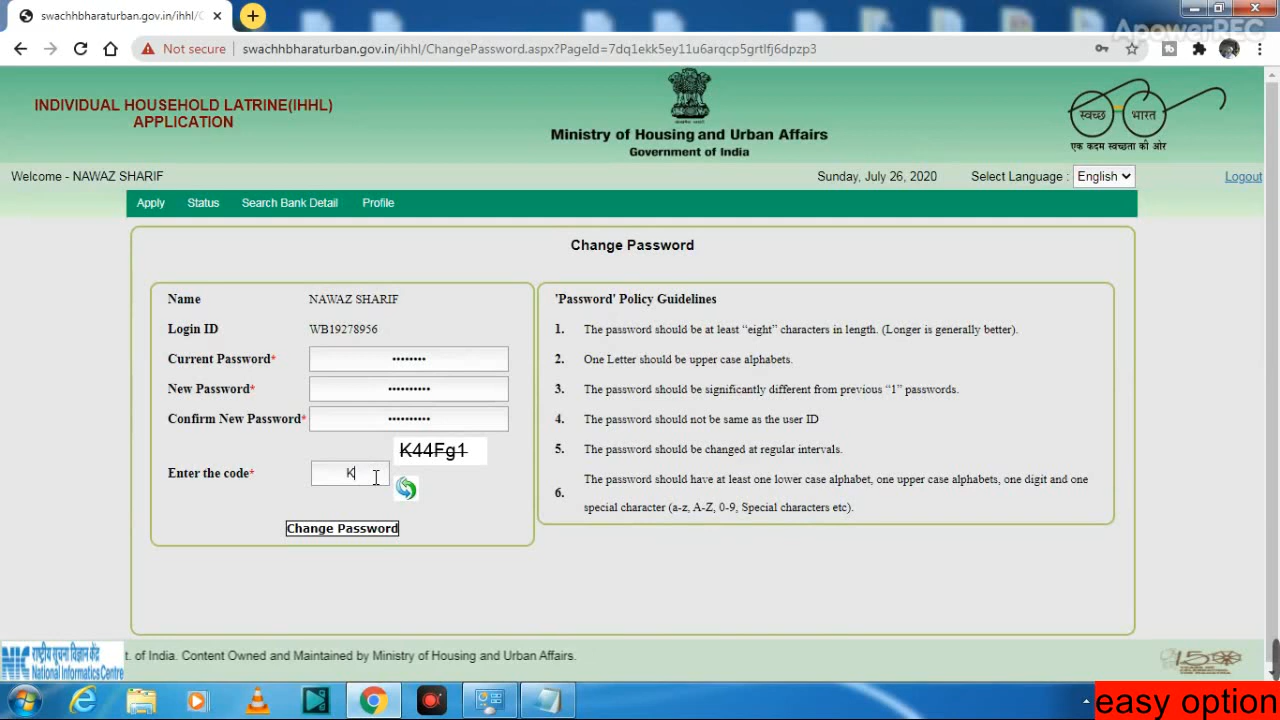 swachhbharaturban.gov.in/ihhl/C
ApowerREC
Not secure swachhbharaturban.gov.in/ihhl/ChangePassword.aspx?PageId=7dq1ekk5ey11u6arqcp5grtlfj6dpzp3
INDIVIDUAL HOUSEHOLD LATRINE(IHHL)
APPLICATION
Ministry of Housing and Urban Affairs
Government of India
स्वच्छ भारत
एक कदम स्वच्छता की ओर
Welcome - NAWAZ SHARIF
Sunday, July 26, 2020
Select Language : English
Logout
Apply Status Search Bank Detail Profile
Change Password
Name NAWAZ SHARIF
Login ID WB19278956
Current Password* ••••••••
New Password* ••••••••••
Confirm New Password* ••••••••••
K44Fg1
Enter the code* K
Change Password
'Password' Policy Guidelines
1. The password should be at least “eight” characters in length. (Longer is generally better).
2. One Letter should be upper case alphabets.
3. The password should be significantly different from previous “1” passwords.
4. The password should not be same as the user ID
5. The password should be changed at regular intervals.
6. The password should have at least one lower case alphabet, one upper case alphabets, one digit and one
special character (a-z, A-Z, 0-9, Special characters etc).
NIC राष्ट्रीय सूचना विज्ञान केंद्र
National Informatics Centre
t. of India. Content Owned and Maintained by Ministry of Housing and Urban Affairs.
150
easy option